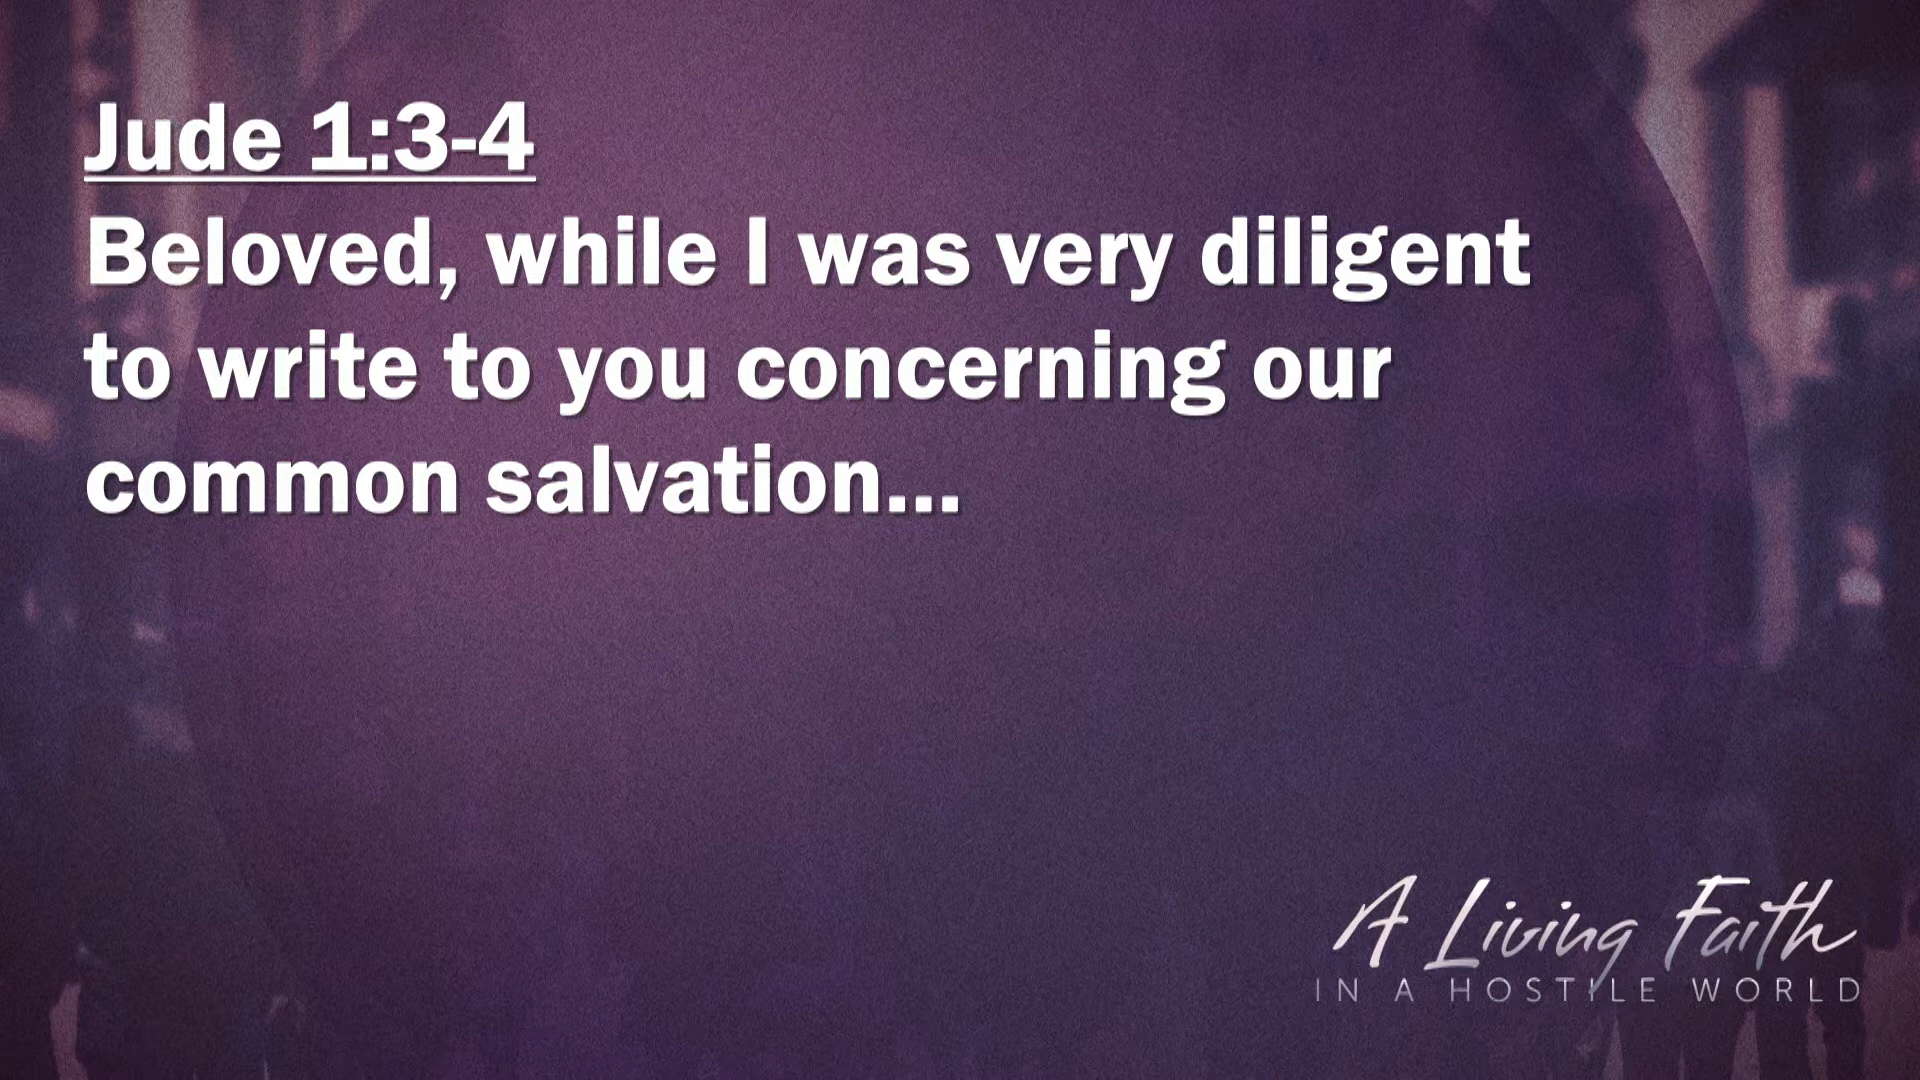 Jude 1:3-4
Beloved, while I was very diligent
to write to you concerning our
common salvation...
A Living Faith
IN A HOSTILE WORLD